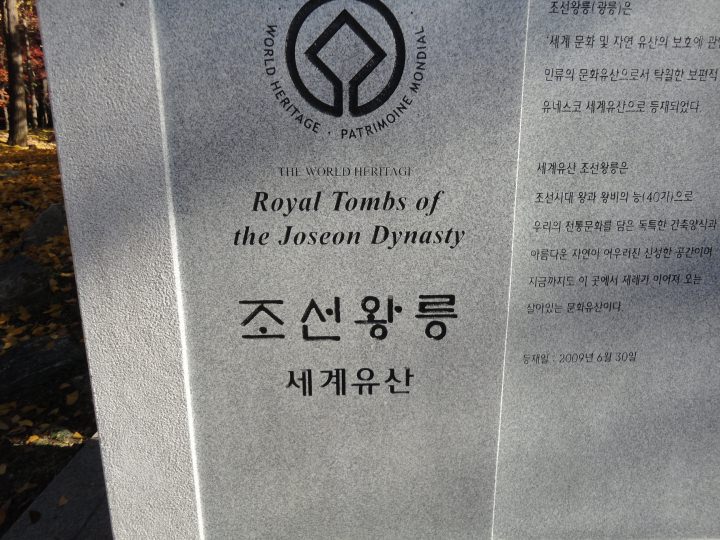 WORLD HERITAGE · PATRIMOINE MONDIAL
THE WORLD HERITAGE
Royal Tombs of
the Joseon Dynasty
조선왕릉
세계유산
조선왕릉(광릉)은
'세계 문화 및 자연 유산의 보호에 관한
인류의 문화유산으로서 탁월한 보편적
유네스코 세계유산으로 등재되었다.
세계유산 조선왕릉은
조선시대 왕과 왕비의 능(40기)으로
우리의 전통문화를 담은 독특한 건축양식과
아름다운 자연이 어우러진 신성한 공간이며
지금까지도 이 곳에서 제례가 이어져 오는
살아있는 문화유산이다.
등재일 : 2009년 6월 30일